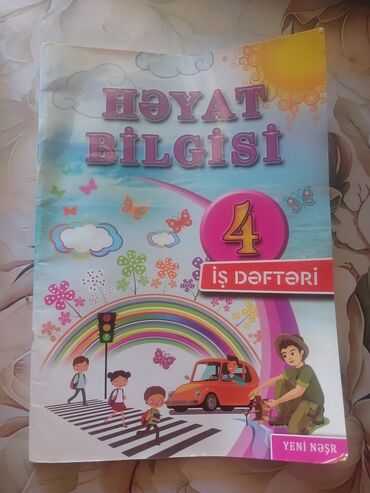 HƏYAT
BİLGİSİ
4
İŞ DƏFTƏRİ
YENİ NƏŞR